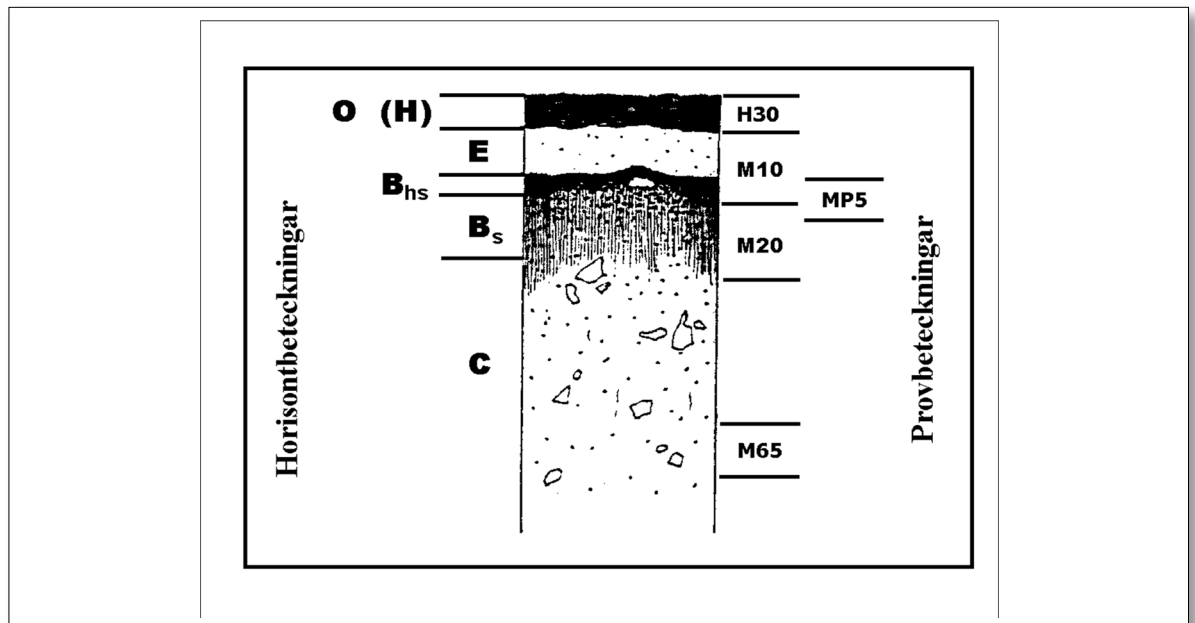 Horisontbeteckningar
O (H)
E
Bhs
Bs
C
H30
M10
MP5
M20
M65
Provbeteckningar